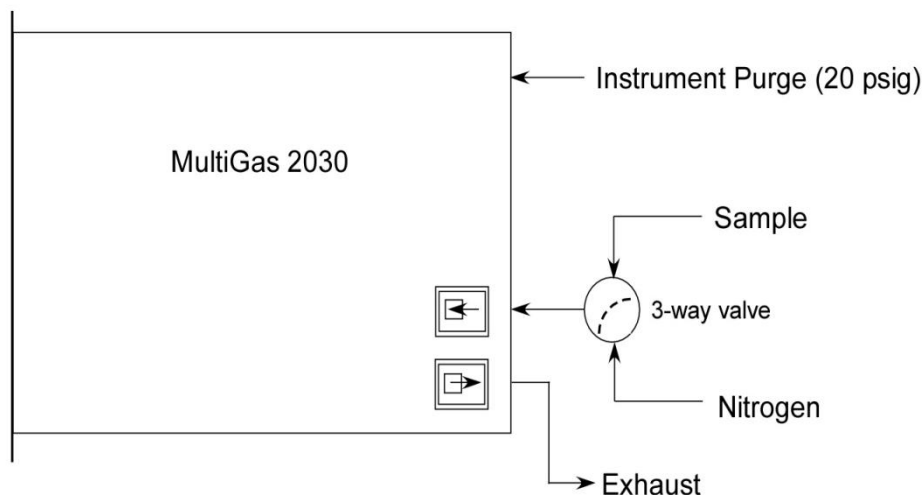 Instrument Purge (20 psig)
MultiGas 2030
Sample
3-way valve
Nitrogen
Exhaust